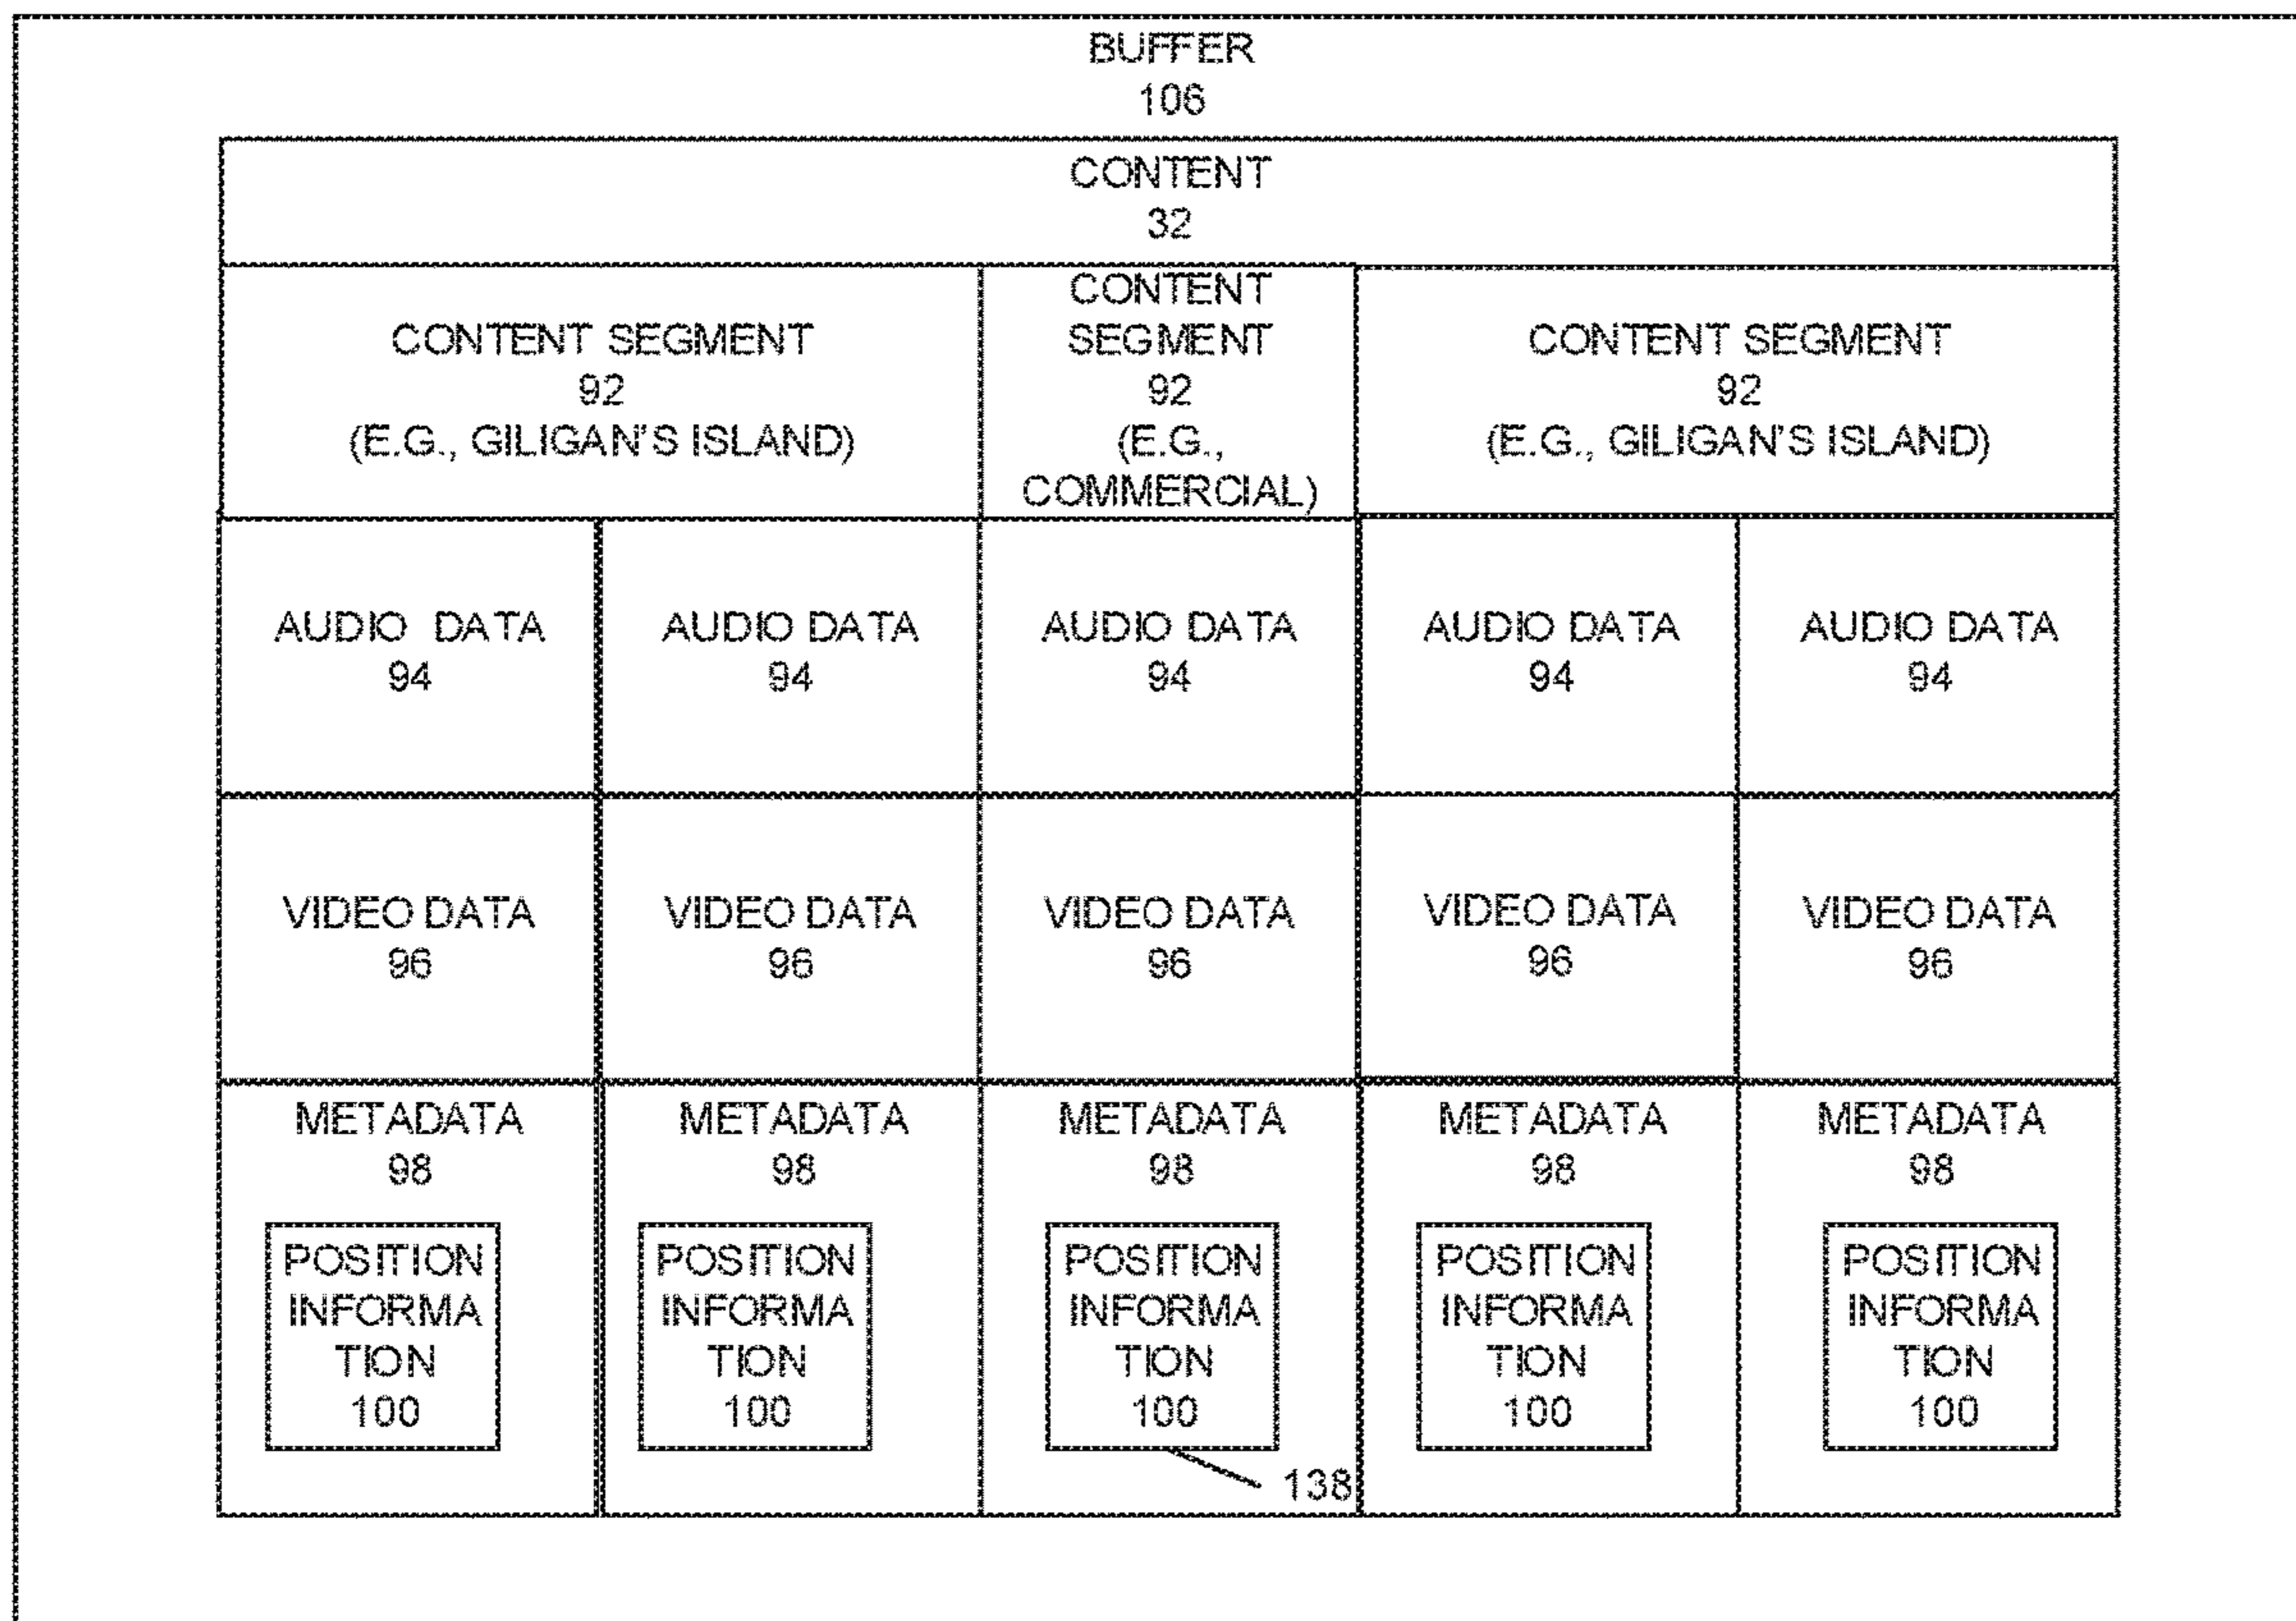 BUFFER
106
CONTENT
32
CONTENT SEGMENT
92
(E.G., GILIGAN'S ISLAND)
CONTENT
SEGMENT
92
(E.G.,
COMMERCIAL)
CONTENT SEGMENT
92
(E.G., GILIGAN'S ISLAND)
AUDIO DATA
94
AUDIO DATA
94
AUDIO DATA
94
AUDIO DATA
94
AUDIO DATA
94
VIDEO DATA
96
VIDEO DATA
96
VIDEO DATA
96
VIDEO DATA
96
VIDEO DATA
96
METADATA
98
POSITION
INFORMA
TION
100
METADATA
98
POSITION
INFORMA
TION
100
METADATA
98
POSITION
INFORMA
TION
100
138
METADATA
98
POSITION
INFORMA
TION
100
METADATA
98
POSITION
INFORMA
TION
100